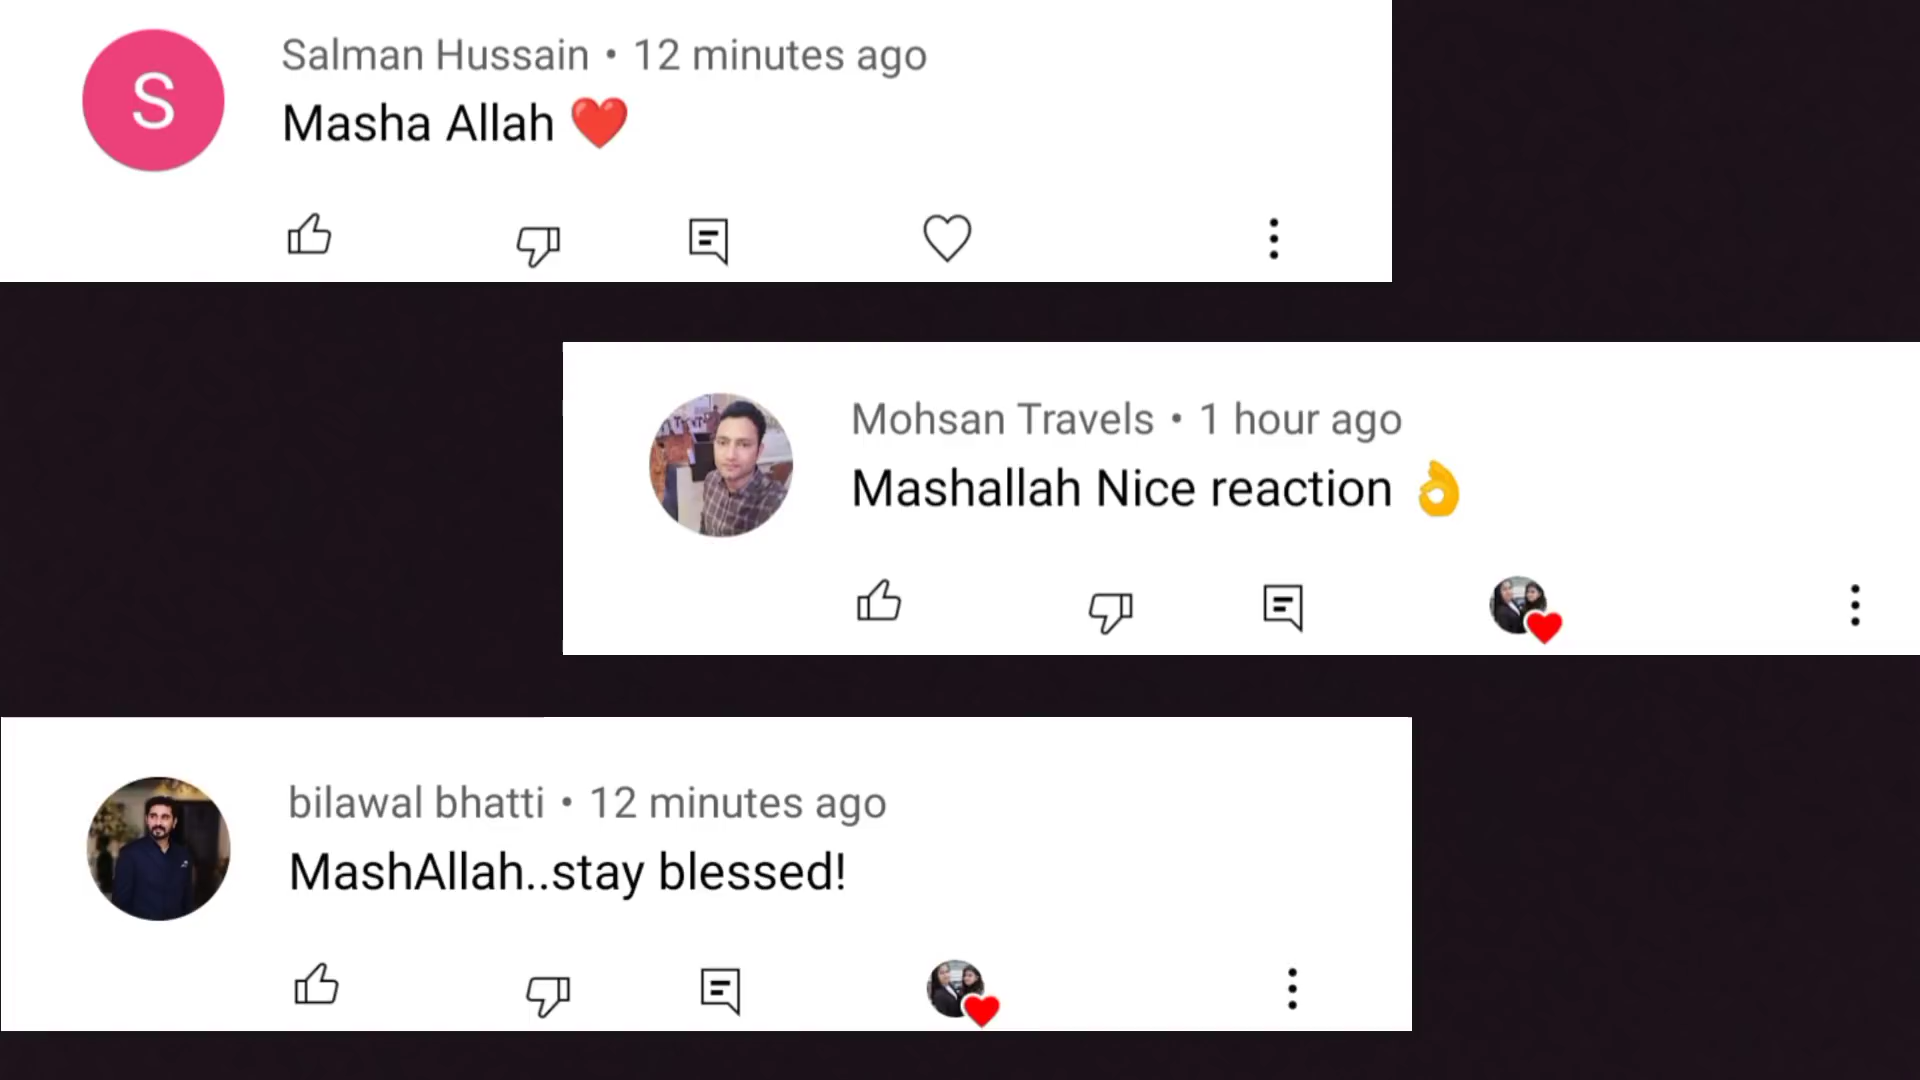 S
Salman Hussain • 12 minutes ago
Masha Allah ❤️
Mohsan Travels • 1 hour ago
Mashallah Nice reaction 👌
bilawal bhatti • 12 minutes ago
MashAllah..stay blessed!